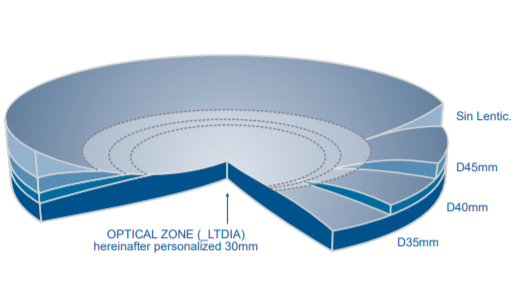 Sin Lentic.
D45mm
D40mm
D35mm
OPTICAL ZONE (_LTDIA)
hereinafter personalized 30mm